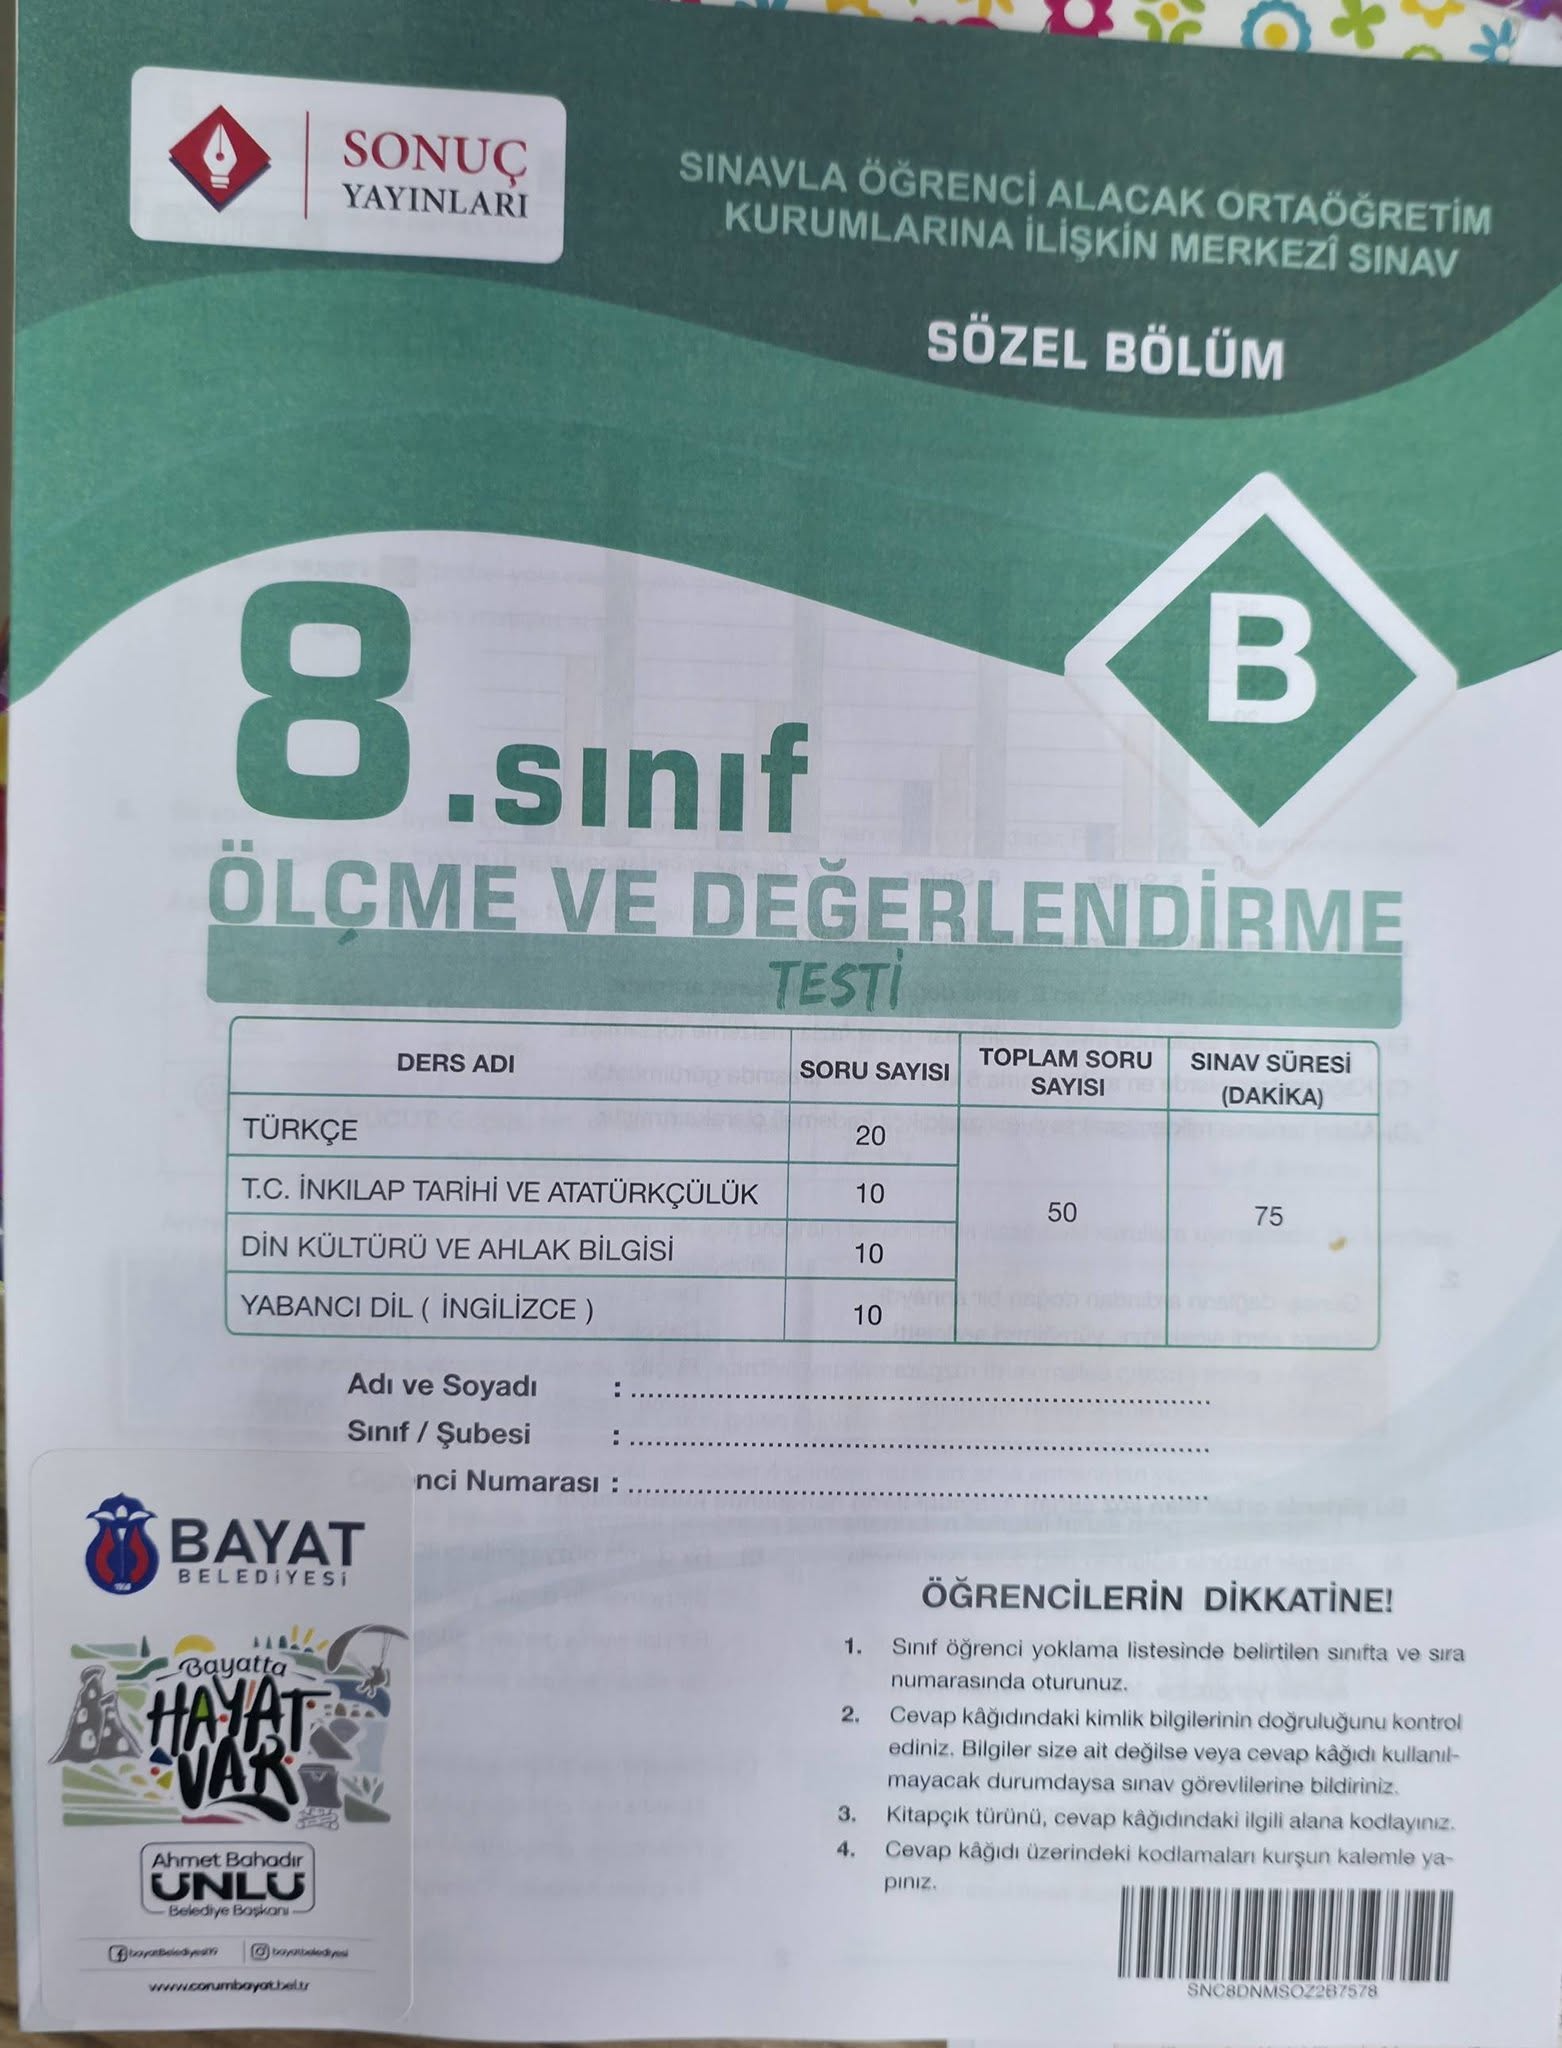 SONUÇ
YAYINLARI
SINAVLA ÖĞRENCİ ALACAK ORTAÖĞRETİM
KURUMLARINA İLİŞKİN MERKEZÎ SINAV
SÖZEL BÖLÜM
B
8.sınıf
ÖLÇME VE DEĞERLENDİRME
TESTİ
DERS ADI SORU SAYISI TOPLAM SORU SAYISI SINAV SÜRESİ (DAKİKA)
TÜRKÇE 20
T.C. İNKILAP TARİHİ VE ATATÜRKÇÜLÜK 10
50 75
DİN KÜLTÜRÜ VE AHLAK BİLGİSİ 10
YABANCI DİL ( İNGİLİZCE ) 10
Adı ve Soyadı :
Sınıf / Şubesi :
nci Numarası :
BAYAT
BELEDİYESİ
Bayatta
HAYAT
VAR
Ahmet Bahadır
ÜNLÜ
Belediye Başkanı
bayatbelediyesi19 bayatbelediyesi
www.corumbayat.bel.tr
ÖĞRENCİLERİN DİKKATİNE!
1. Sınıf öğrenci yoklama listesinde belirtilen sınıfta ve sıra
numarasında oturunuz.
2. Cevap kâğıdındaki kimlik bilgilerinin doğruluğunu kontrol
ediniz. Bilgiler size ait değilse veya cevap kâğıdı kullanıl-
mayacak durumdaysa sınav görevlilerine bildiriniz.
3. Kitapçık türünü, cevap kâğıdındaki ilgili alana kodlayınız.
4. Cevap kâğıdı üzerindeki kodlamaları kurşun kalemle ya-
pınız.
SNC8DNMSOZ2B7578